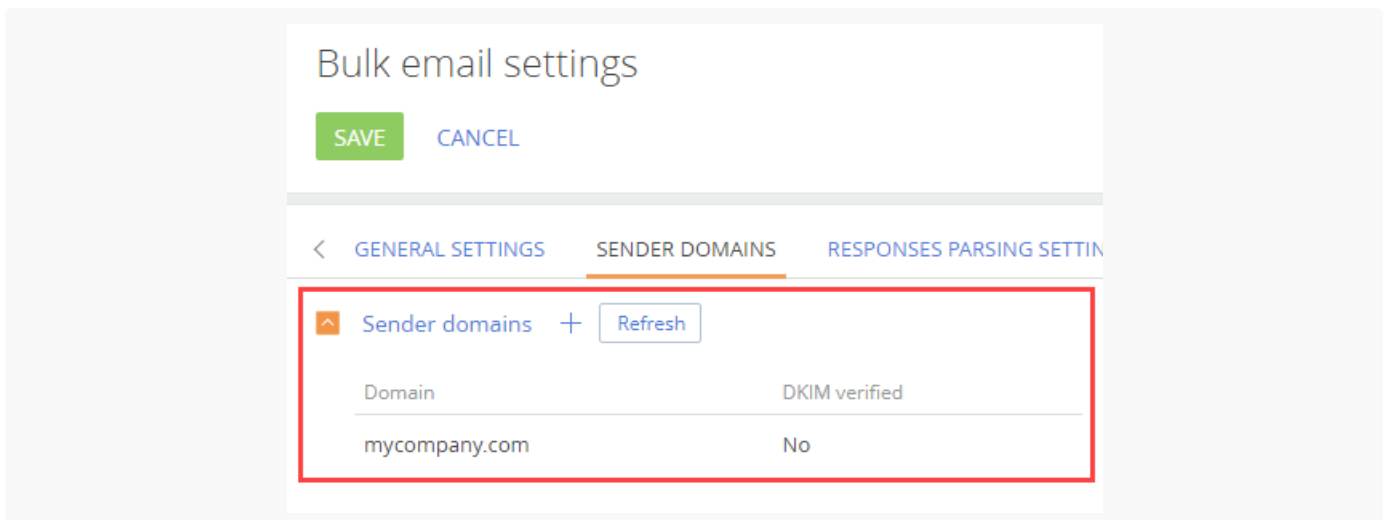 Bulk email settings
SAVE CANCEL
GENERAL SETTINGS SENDER DOMAINS RESPONSES PARSING SETTIN
Sender domains + Refresh
Domain DKIM verified
mycompany.com No